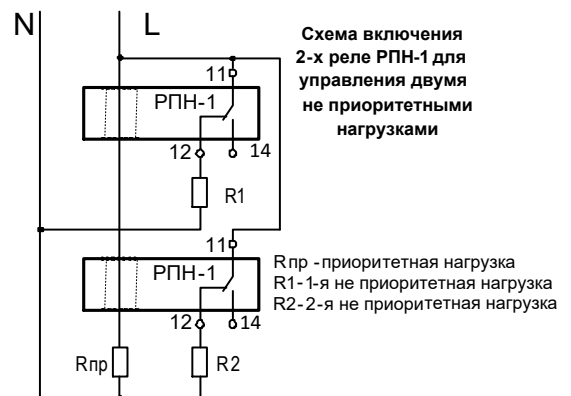 N
L
Схема включения
2-х реле РПН-1 для
управления двумя
не приоритетными
нагрузками
11
РПН-1
12
14
R1
11
РПН-1
12
14
Rпр - приоритетная нагрузка
R1-1-я не приоритетная нагрузка
R2-2-я не приоритетная нагрузка
Rпр
R2